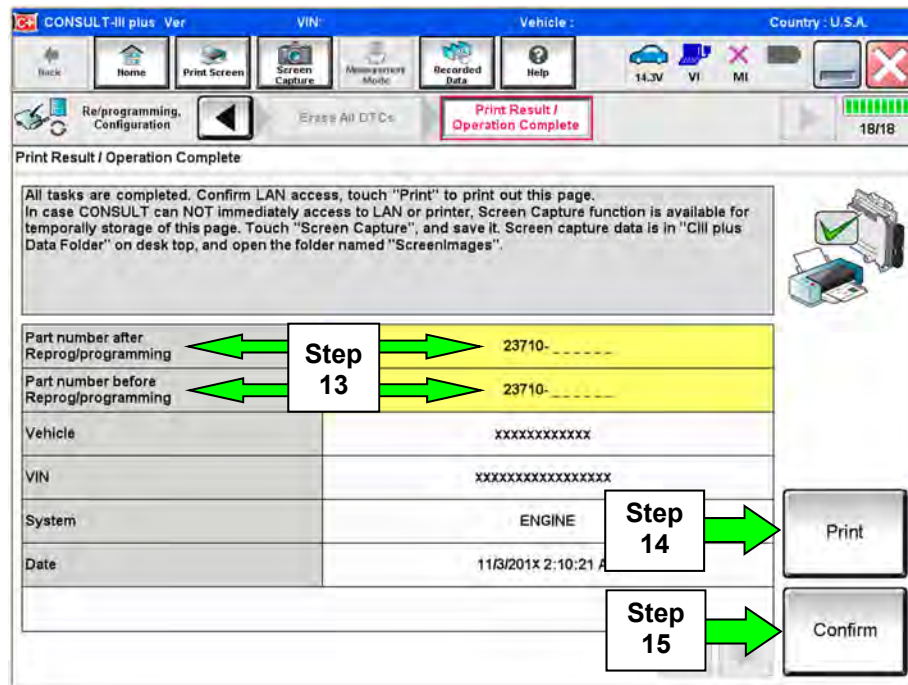 C+ CONSULT-III plus Ver VIN: Vehicle : Country : U.S.A.
Back Home Print Screen Screen Capture Management Mode Recorded Data Help 14.3V VI MI
Re/programming, Configuration Erase All DTCs Print Result / Operation Complete 18/18
Print Result / Operation Complete
All tasks are completed. Confirm LAN access, touch "Print" to print out this page.
In case CONSULT can NOT immediately access to LAN or printer, Screen Capture function is available for
temporally storage of this page. Touch "Screen Capture", and save it. Screen capture data is in "CIII plus
Data Folder" on desk top, and open the folder named "ScreenImages".
Part number after
Reprog/programming
Step
13
23710-_ _ _ _ _ _
Part number before
Reprog/programming
23710-_ _ _ _ _ _
Vehicle xxxxxxxxxxxx
VIN xxxxxxxxxxxxxxxxx
System ENGINE
Step
14
Print
Date 11/3/201X 2:10:21 A
Step
15
Confirm